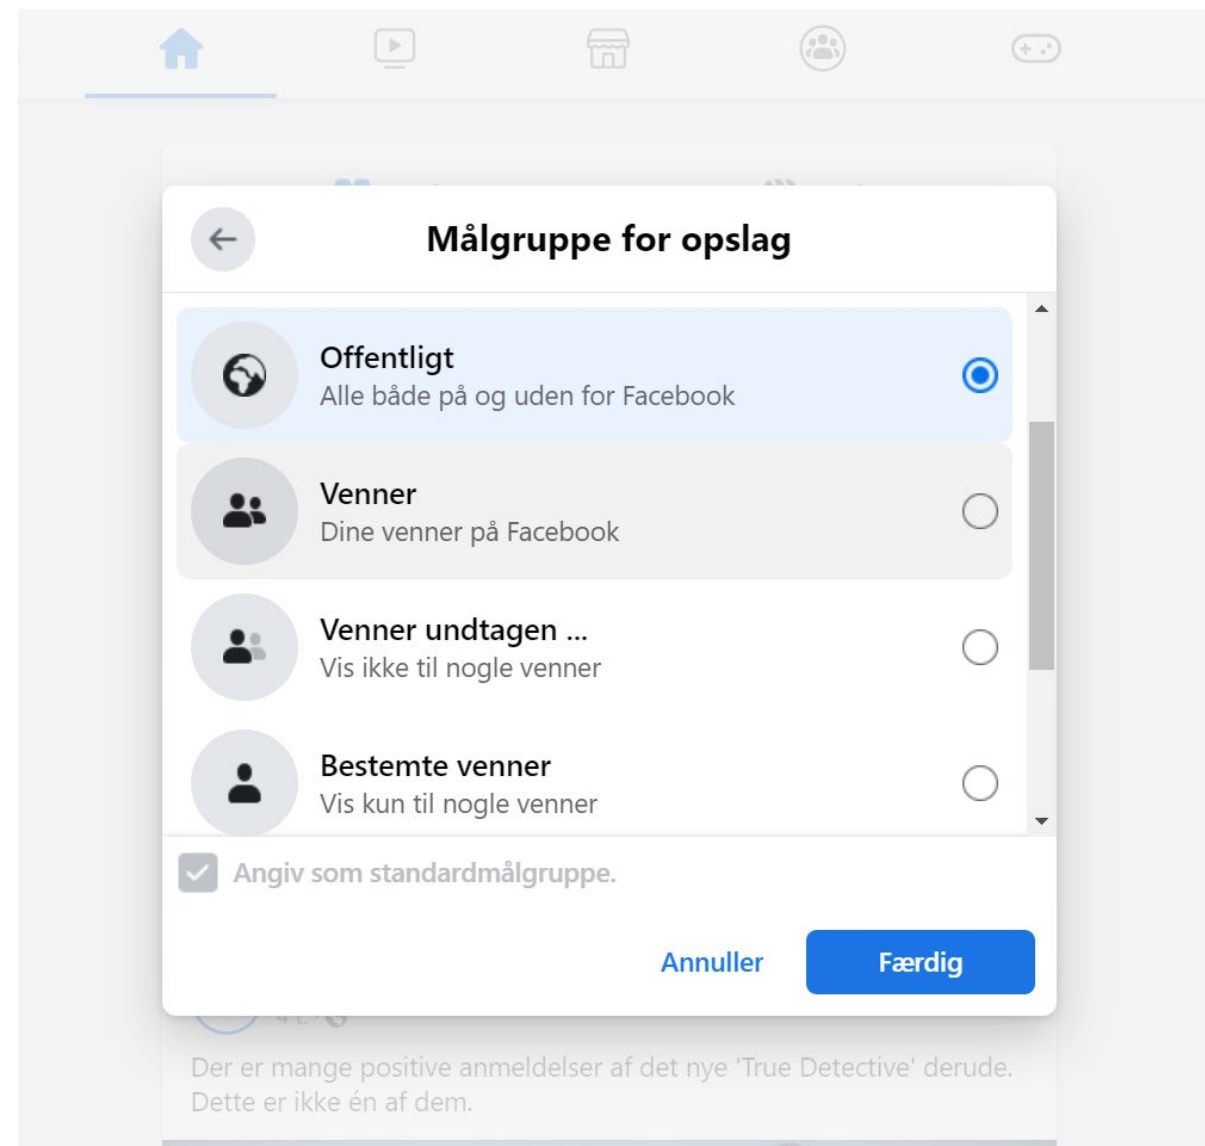 Målgruppe for opslag
Offentligt
Alle både på og uden for Facebook
Venner
Dine venner på Facebook
Venner undtagen ...
Vis ikke til nogle venner
Bestemte venner
Vis kun til nogle venner
Angiv som standardmålgruppe.
Annuller Færdig
Der er mange positive anmeldelser af det nye 'True Detective' derude.
Dette er ikke én af dem.